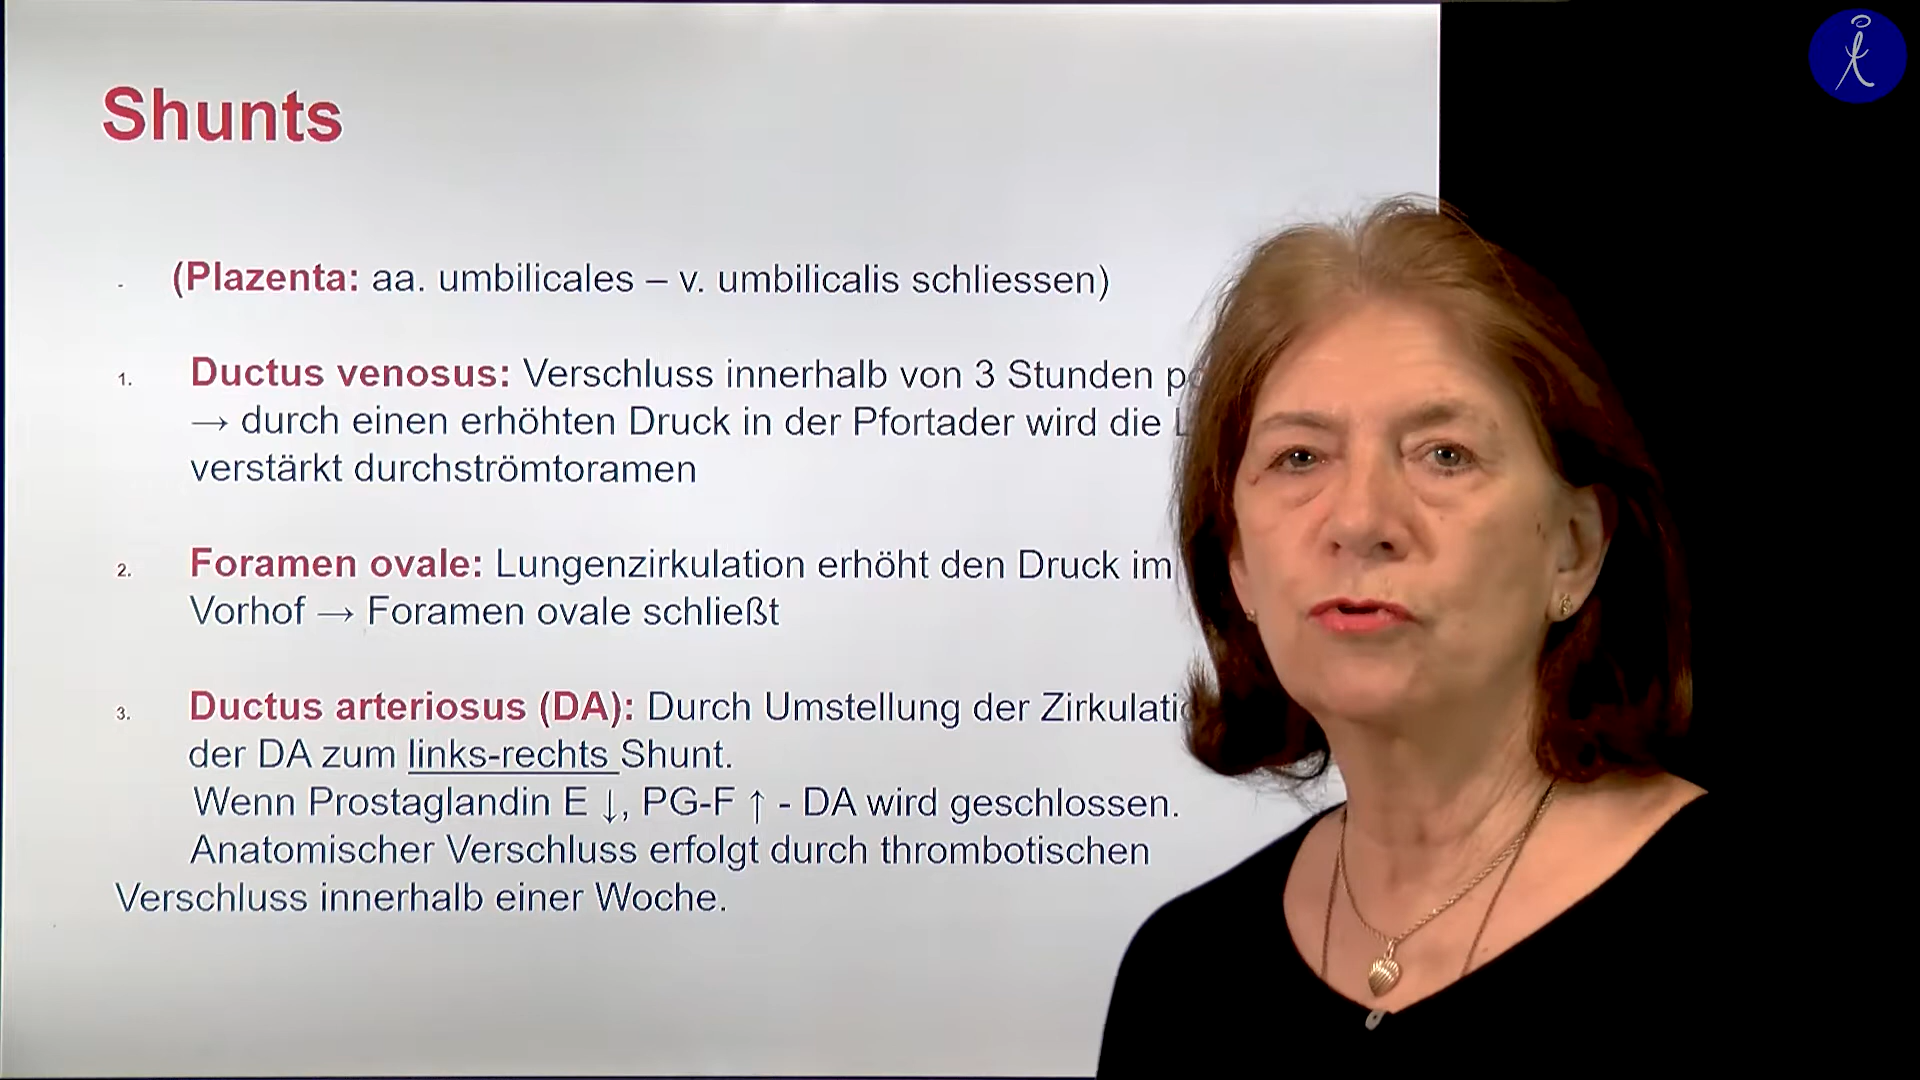 Shunts
- (Plazenta: aa. umbilicales – v. umbilicalis schliessen)
1. Ductus venosus: Verschluss innerhalb von 3 Stunden
→ durch einen erhöhten Druck in der Pfortader wird die
verstärkt durchströmtoramen
2. Foramen ovale: Lungenzirkulation erhöht den Druck im
Vorhof → Foramen ovale schließt
3. Ductus arteriosus (DA): Durch Umstellung der
der DA zum links-rechts Shunt.
Wenn Prostaglandin E ↓, PG-F ↑ - DA wird geschlossen.
Anatomischer Verschluss erfolgt durch thrombotischen
Verschluss innerhalb einer Woche.